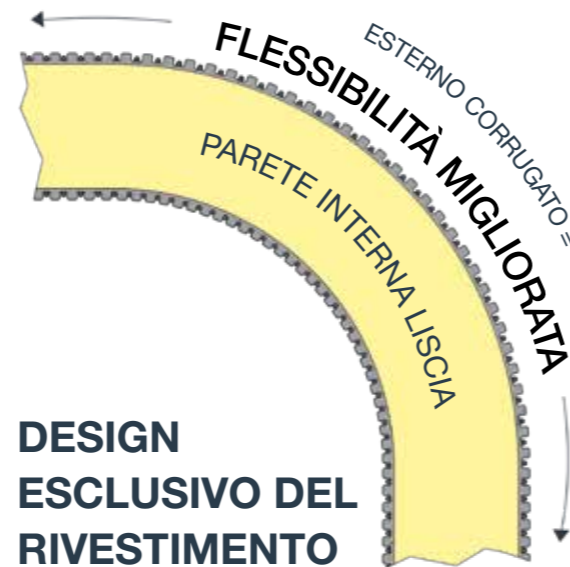 ESTERNO CORRUGATO =
FLESSIBILITÀ MIGLIORATA
PARETE INTERNA LISCIA
DESIGN
ESCLUSIVO DEL
RIVESTIMENTO